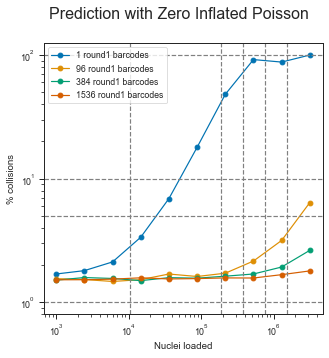 Prediction with Zero Inflated Poisson
1 round1 barcodes
96 round1 barcodes
384 round1 barcodes
1536 round1 barcodes
% collisions
10²
10¹
10⁰
10³ 10⁴ 10⁵ 10⁶
Nuclei loaded